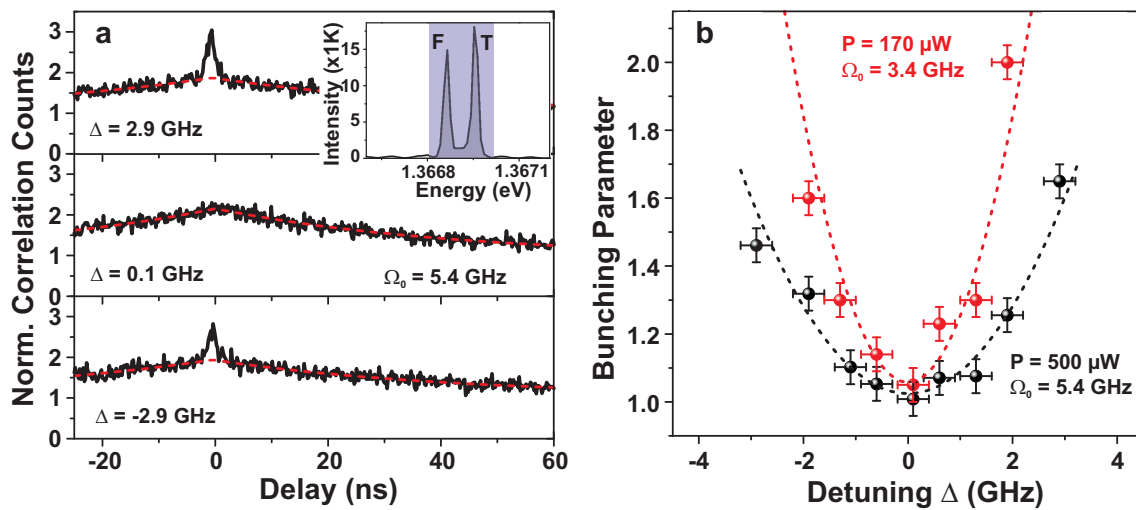 a
Norm. Correlation Counts
3
2
1
0
Δ = 2.9 GHz
3
2
1
0
Δ = 0.1 GHz
Ω₀ = 5.4 GHz
3
2
1
0
Δ = -2.9 GHz
-20
0
20
40
60
Delay (ns)
Intensity (x1K)
15
10
5
0
F
T
1.3668
1.3671
Energy (eV)
b
Bunching Parameter
2.0
1.8
1.6
1.4
1.2
1.0
P = 170 µW
Ω₀ = 3.4 GHz
P = 500 µW
Ω₀ = 5.4 GHz
-4
-2
0
2
4
Detuning Δ (GHz)